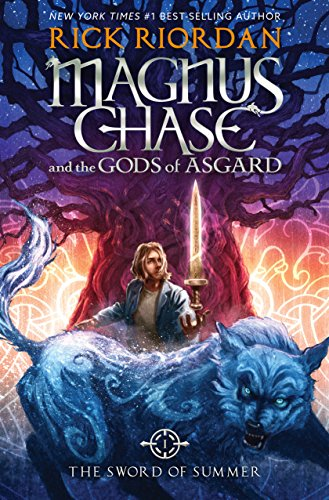 NEW YORK TIMES #1 BEST-SELLING AUTHOR
RICK RIORDAN
MAGNUS
CHASE
and the GODS of ASGARD
THE SWORD OF SUMMER